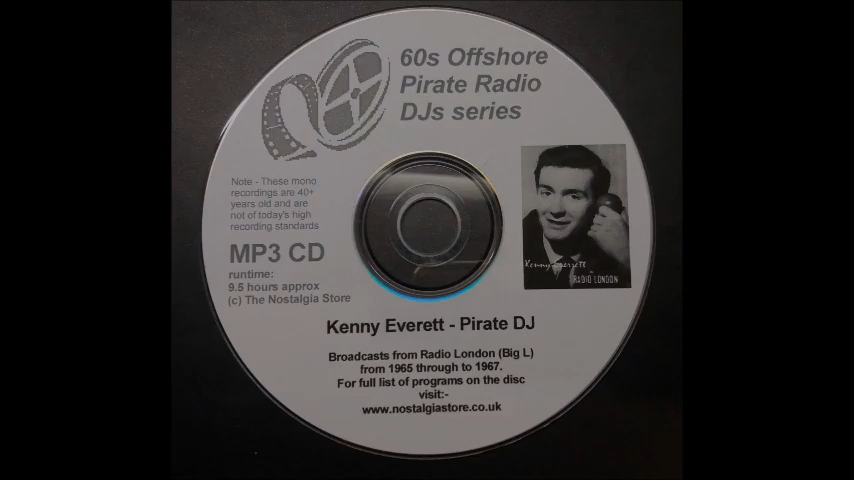 60s Offshore
Pirate Radio
DJs series
Note - These mono
recordings are 40+
years old and are
not of today's high
recording standards
MP3 CD
runtime:
9.5 hours approx
(c) The Nostalgia Store
Kenny Everett
RADIO LONDON
Kenny Everett - Pirate DJ
Broadcasts from Radio London (Big L)
from 1965 through to 1967.
For full list of programs on the disc
visit:-
www.nostalgiastore.co.uk